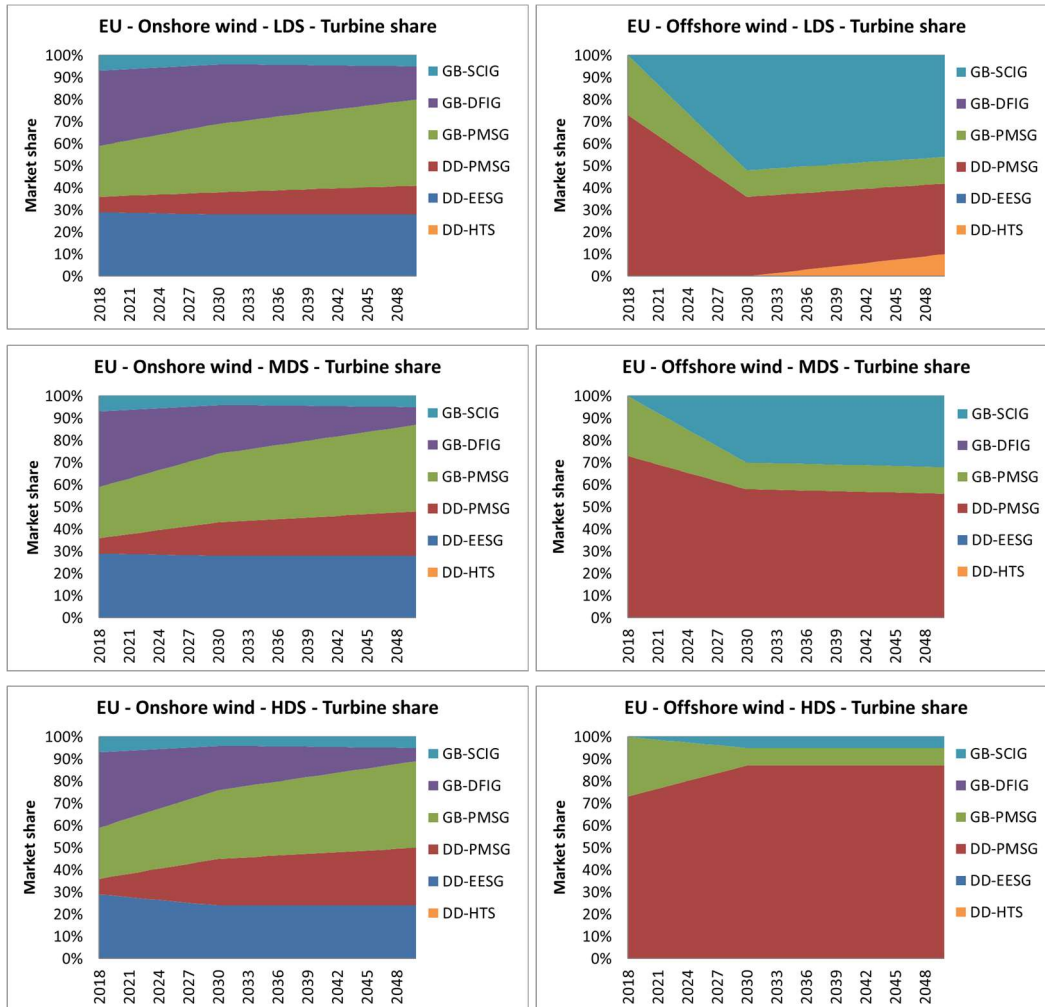 EU - Onshore wind - LDS - Turbine share
Market share
100%
90%
80%
70%
60%
50%
40%
30%
20%
10%
0%
2018
2021
2024
2027
2030
2033
2036
2039
2042
2045
2048
GB-SCIG
GB-DFIG
GB-PMSG
DD-PMSG
DD-EESG
DD-HTS
EU - Offshore wind - LDS - Turbine share
Market share
100%
90%
80%
70%
60%
50%
40%
30%
20%
10%
0%
2018
2021
2024
2027
2030
2033
2036
2039
2042
2045
2048
GB-SCIG
GB-DFIG
GB-PMSG
DD-PMSG
DD-EESG
DD-HTS
EU - Onshore wind - MDS - Turbine share
Market share
100%
90%
80%
70%
60%
50%
40%
30%
20%
10%
0%
2018
2021
2024
2027
2030
2033
2036
2039
2042
2045
2048
GB-SCIG
GB-DFIG
GB-PMSG
DD-PMSG
DD-EESG
DD-HTS
EU - Offshore wind - MDS - Turbine share
Market share
100%
90%
80%
70%
60%
50%
40%
30%
20%
10%
0%
2018
2021
2024
2027
2030
2033
2036
2039
2042
2045
2048
GB-SCIG
GB-DFIG
GB-PMSG
DD-PMSG
DD-EESG
DD-HTS
EU - Onshore wind - HDS - Turbine share
Market share
100%
90%
80%
70%
60%
50%
40%
30%
20%
10%
0%
2018
2021
2024
2027
2030
2033
2036
2039
2042
2045
2048
GB-SCIG
GB-DFIG
GB-PMSG
DD-PMSG
DD-EESG
DD-HTS
EU - Offshore wind - HDS - Turbine share
Market share
100%
90%
80%
70%
60%
50%
40%
30%
20%
10%
0%
2018
2021
2024
2027
2030
2033
2036
2039
2042
2045
2048
GB-SCIG
GB-DFIG
GB-PMSG
DD-PMSG
DD-EESG
DD-HTS